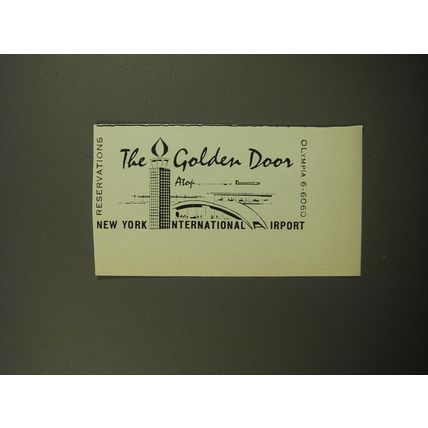 RESERVATIONS
The Golden Door
Atop
NEW YORK INTERNATIONAL AIRPORT
OLYMPIA 6-6060